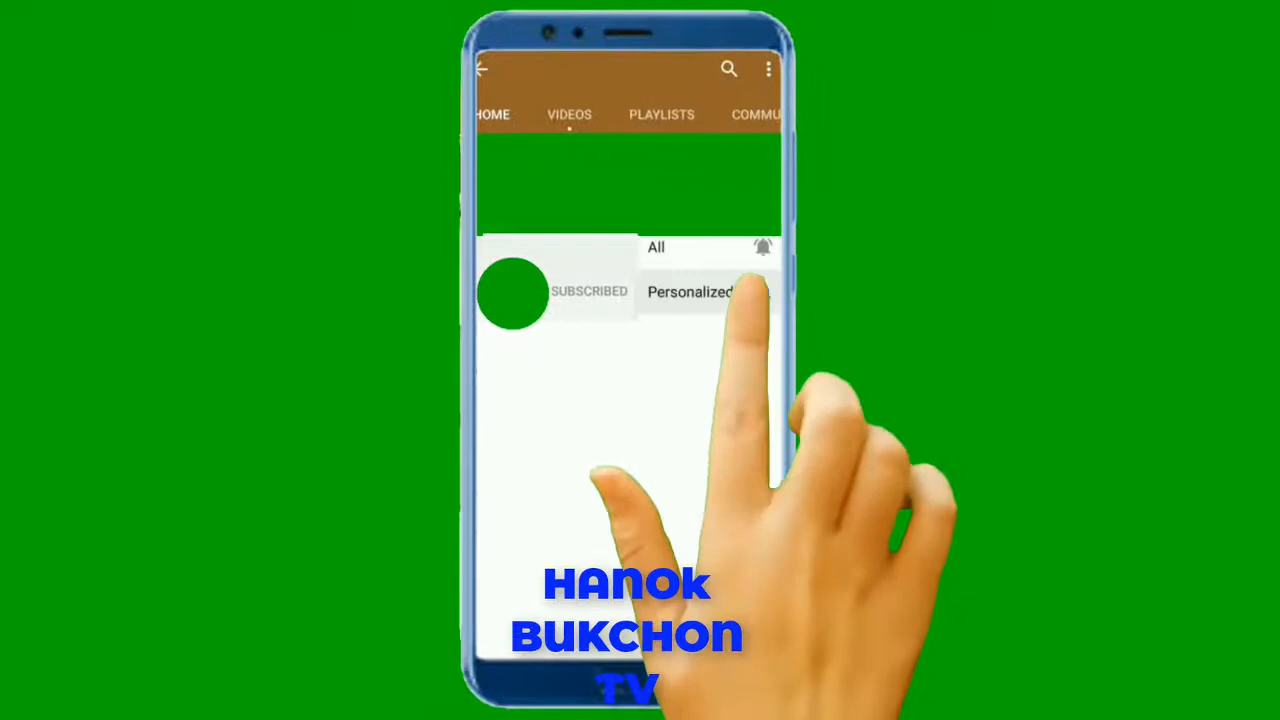 HOME VIDEOS PLAYLISTS COMMU
All
SUBSCRIBED Personalized
HANOK
BUKCHON
TV